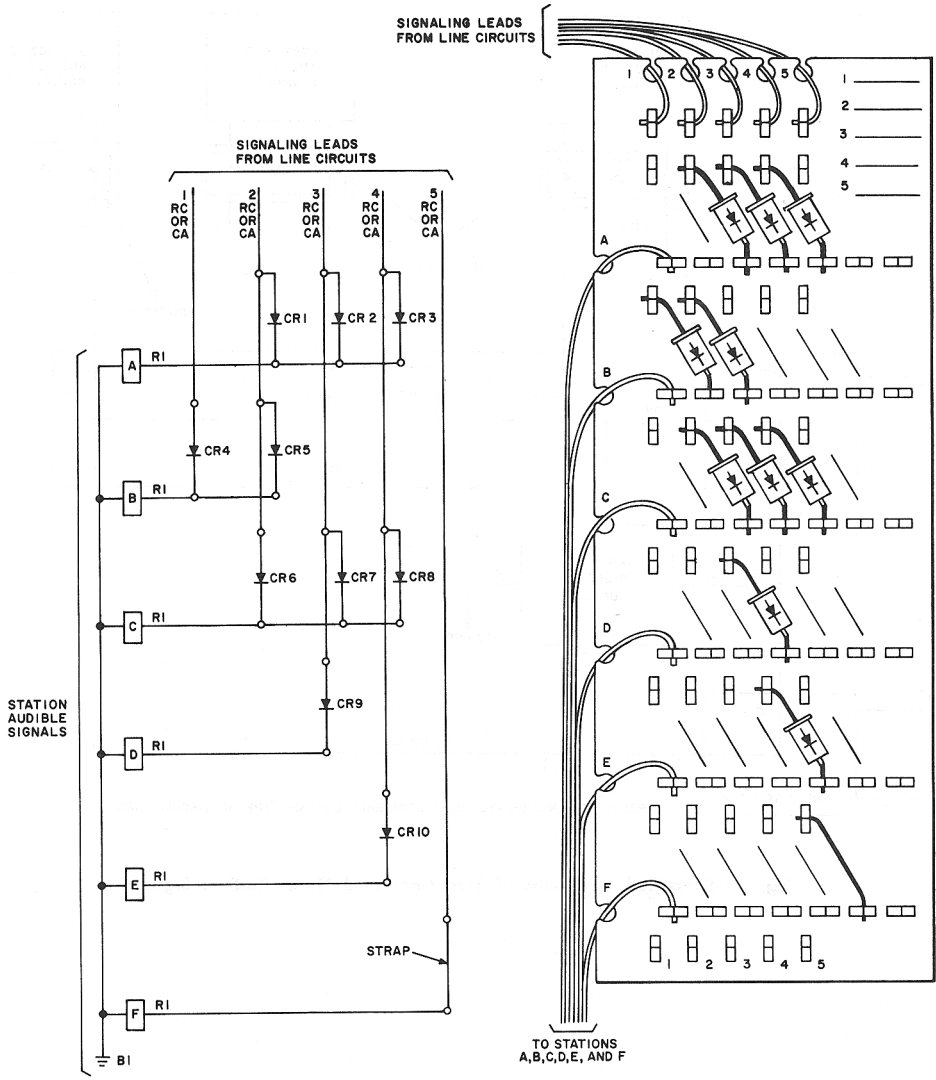 SIGNALING LEADS
FROM LINE CIRCUITS
1 2 3 4 5
1
2
3
4
5
SIGNALING LEADS
FROM LINE CIRCUITS
1 2 3 4 5
RC RC RC RC RC
OR OR OR OR OR
CA CA CA CA CA
A
CR1 CR2 CR3
A R1
B
CR4 CR5
B R1
C
CR6 CR7 CR8
C R1
D
STATION
AUDIBLE
SIGNALS
CR9
D R1
E
CR10
E R1
F
STRAP
1 2 3 4 5
F R1
B1
TO STATIONS
A,B,C,D,E, AND F